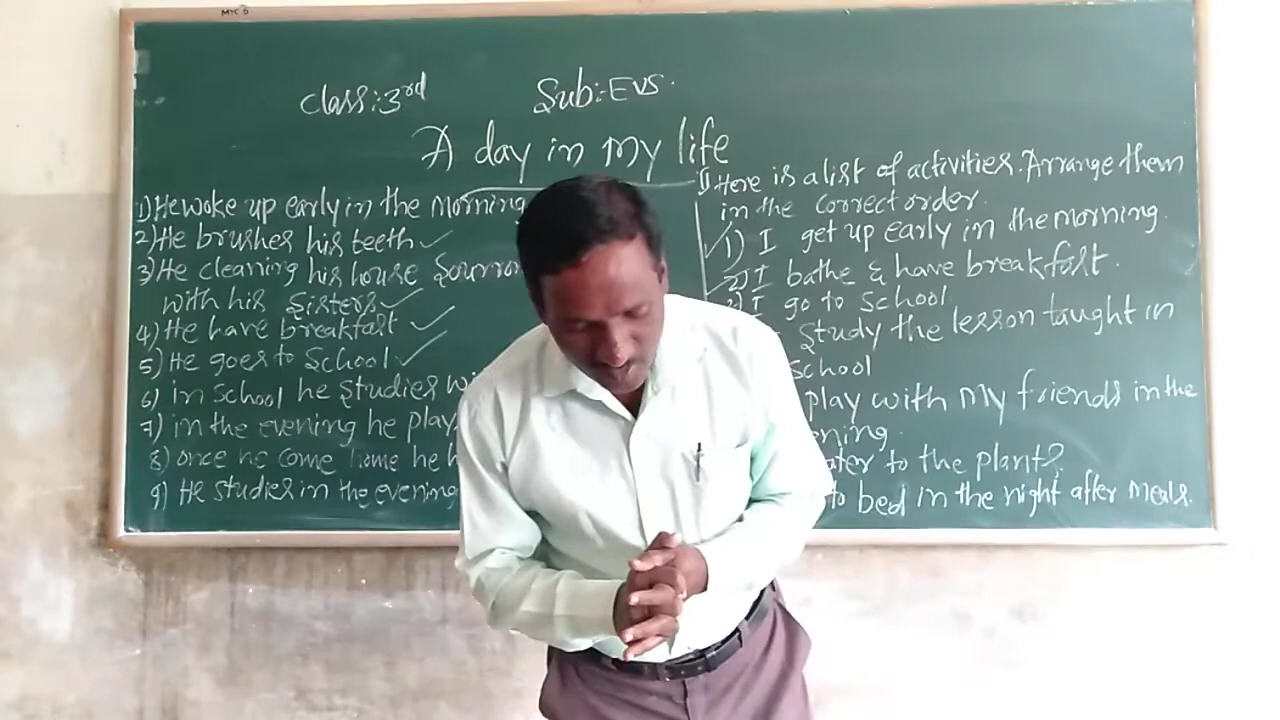 Class:3rd
Sub:-EVS.
A day in my life
1) He woke up early in the morning
2) He brushes his teeth
3) He cleaning his house
with his sisters
4) He have breakfast
5) He goes to school
6) in school he studies
7) in the evening he play
8) once he come home he
9) He studies in the evening
Here is a list of activities. Arrange them
in the correct order.
1) I get up early in the morning.
2) I bathe & have breakfast.
3) I go to school
study the lesson taught in
school
play with my friends in the
to the plants.
to bed in the night after meals.